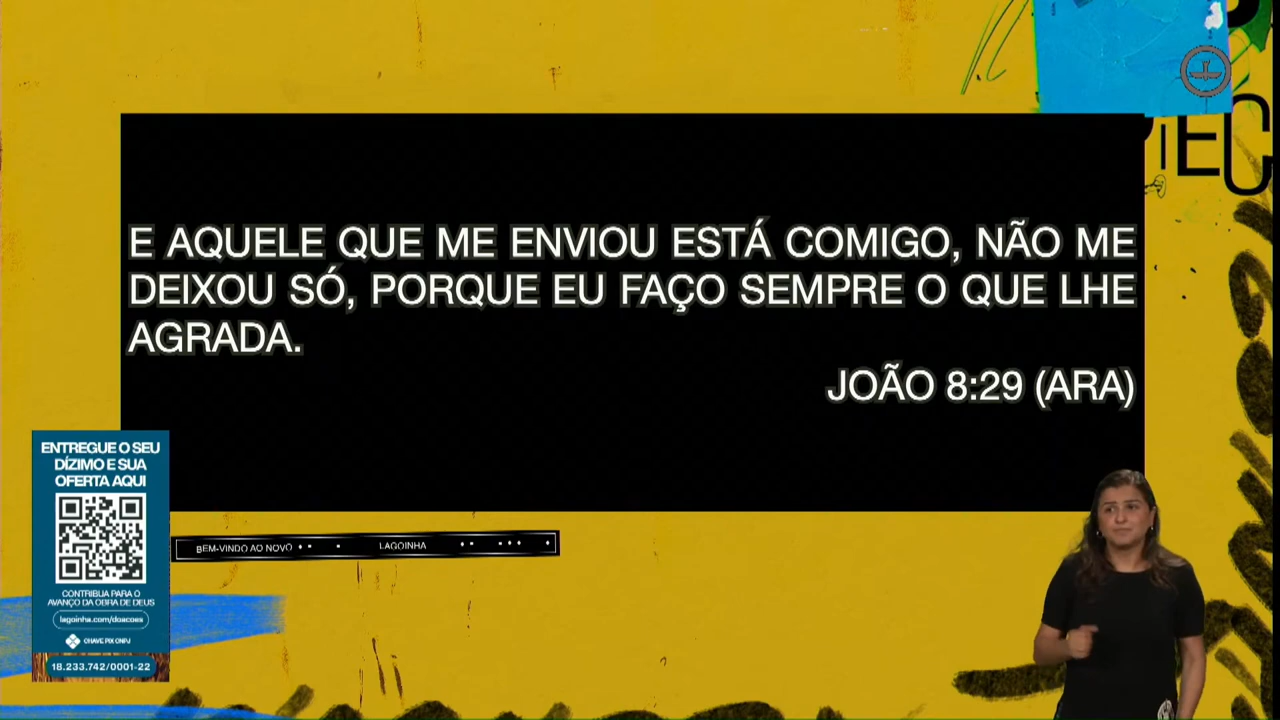 E AQUELE QUE ME ENVIOU ESTÁ COMIGO, NÃO ME
DEIXOU SÓ, PORQUE EU FAÇO SEMPRE O QUE LHE
AGRADA.
JOÃO 8:29 (ARA)
ENTREGUE O SEU
DÍZIMO E SUA
OFERTA AQUI
CONTRIBUA PARA O
AVANÇO DA OBRA DE DEUS
lagoinha.com/doacoes
CHAVE PIX CNPJ
18.233.742/0001-22
BEM-VINDO AO NOVO
LAGOINHA